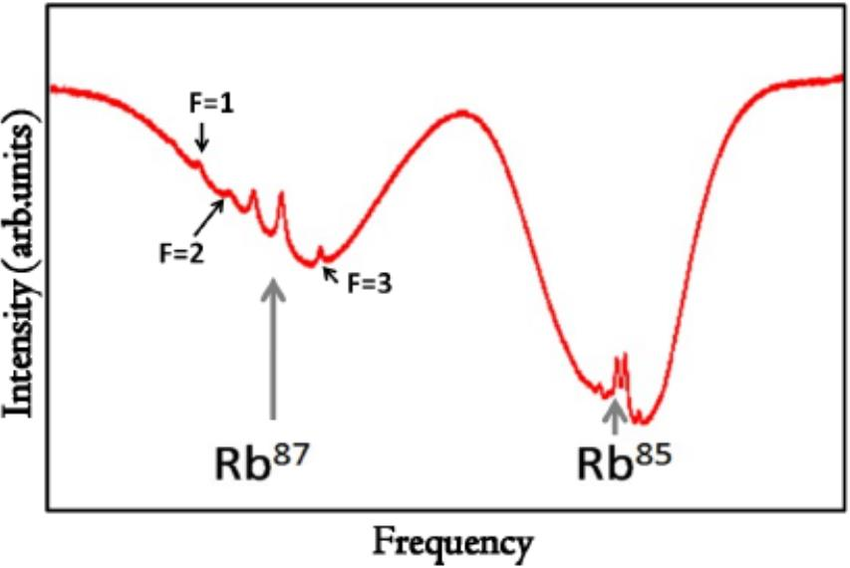 F=1
F=2
F=3
Rb⁸⁷
Rb⁸⁵
Intensity (arb.units)
Frequency